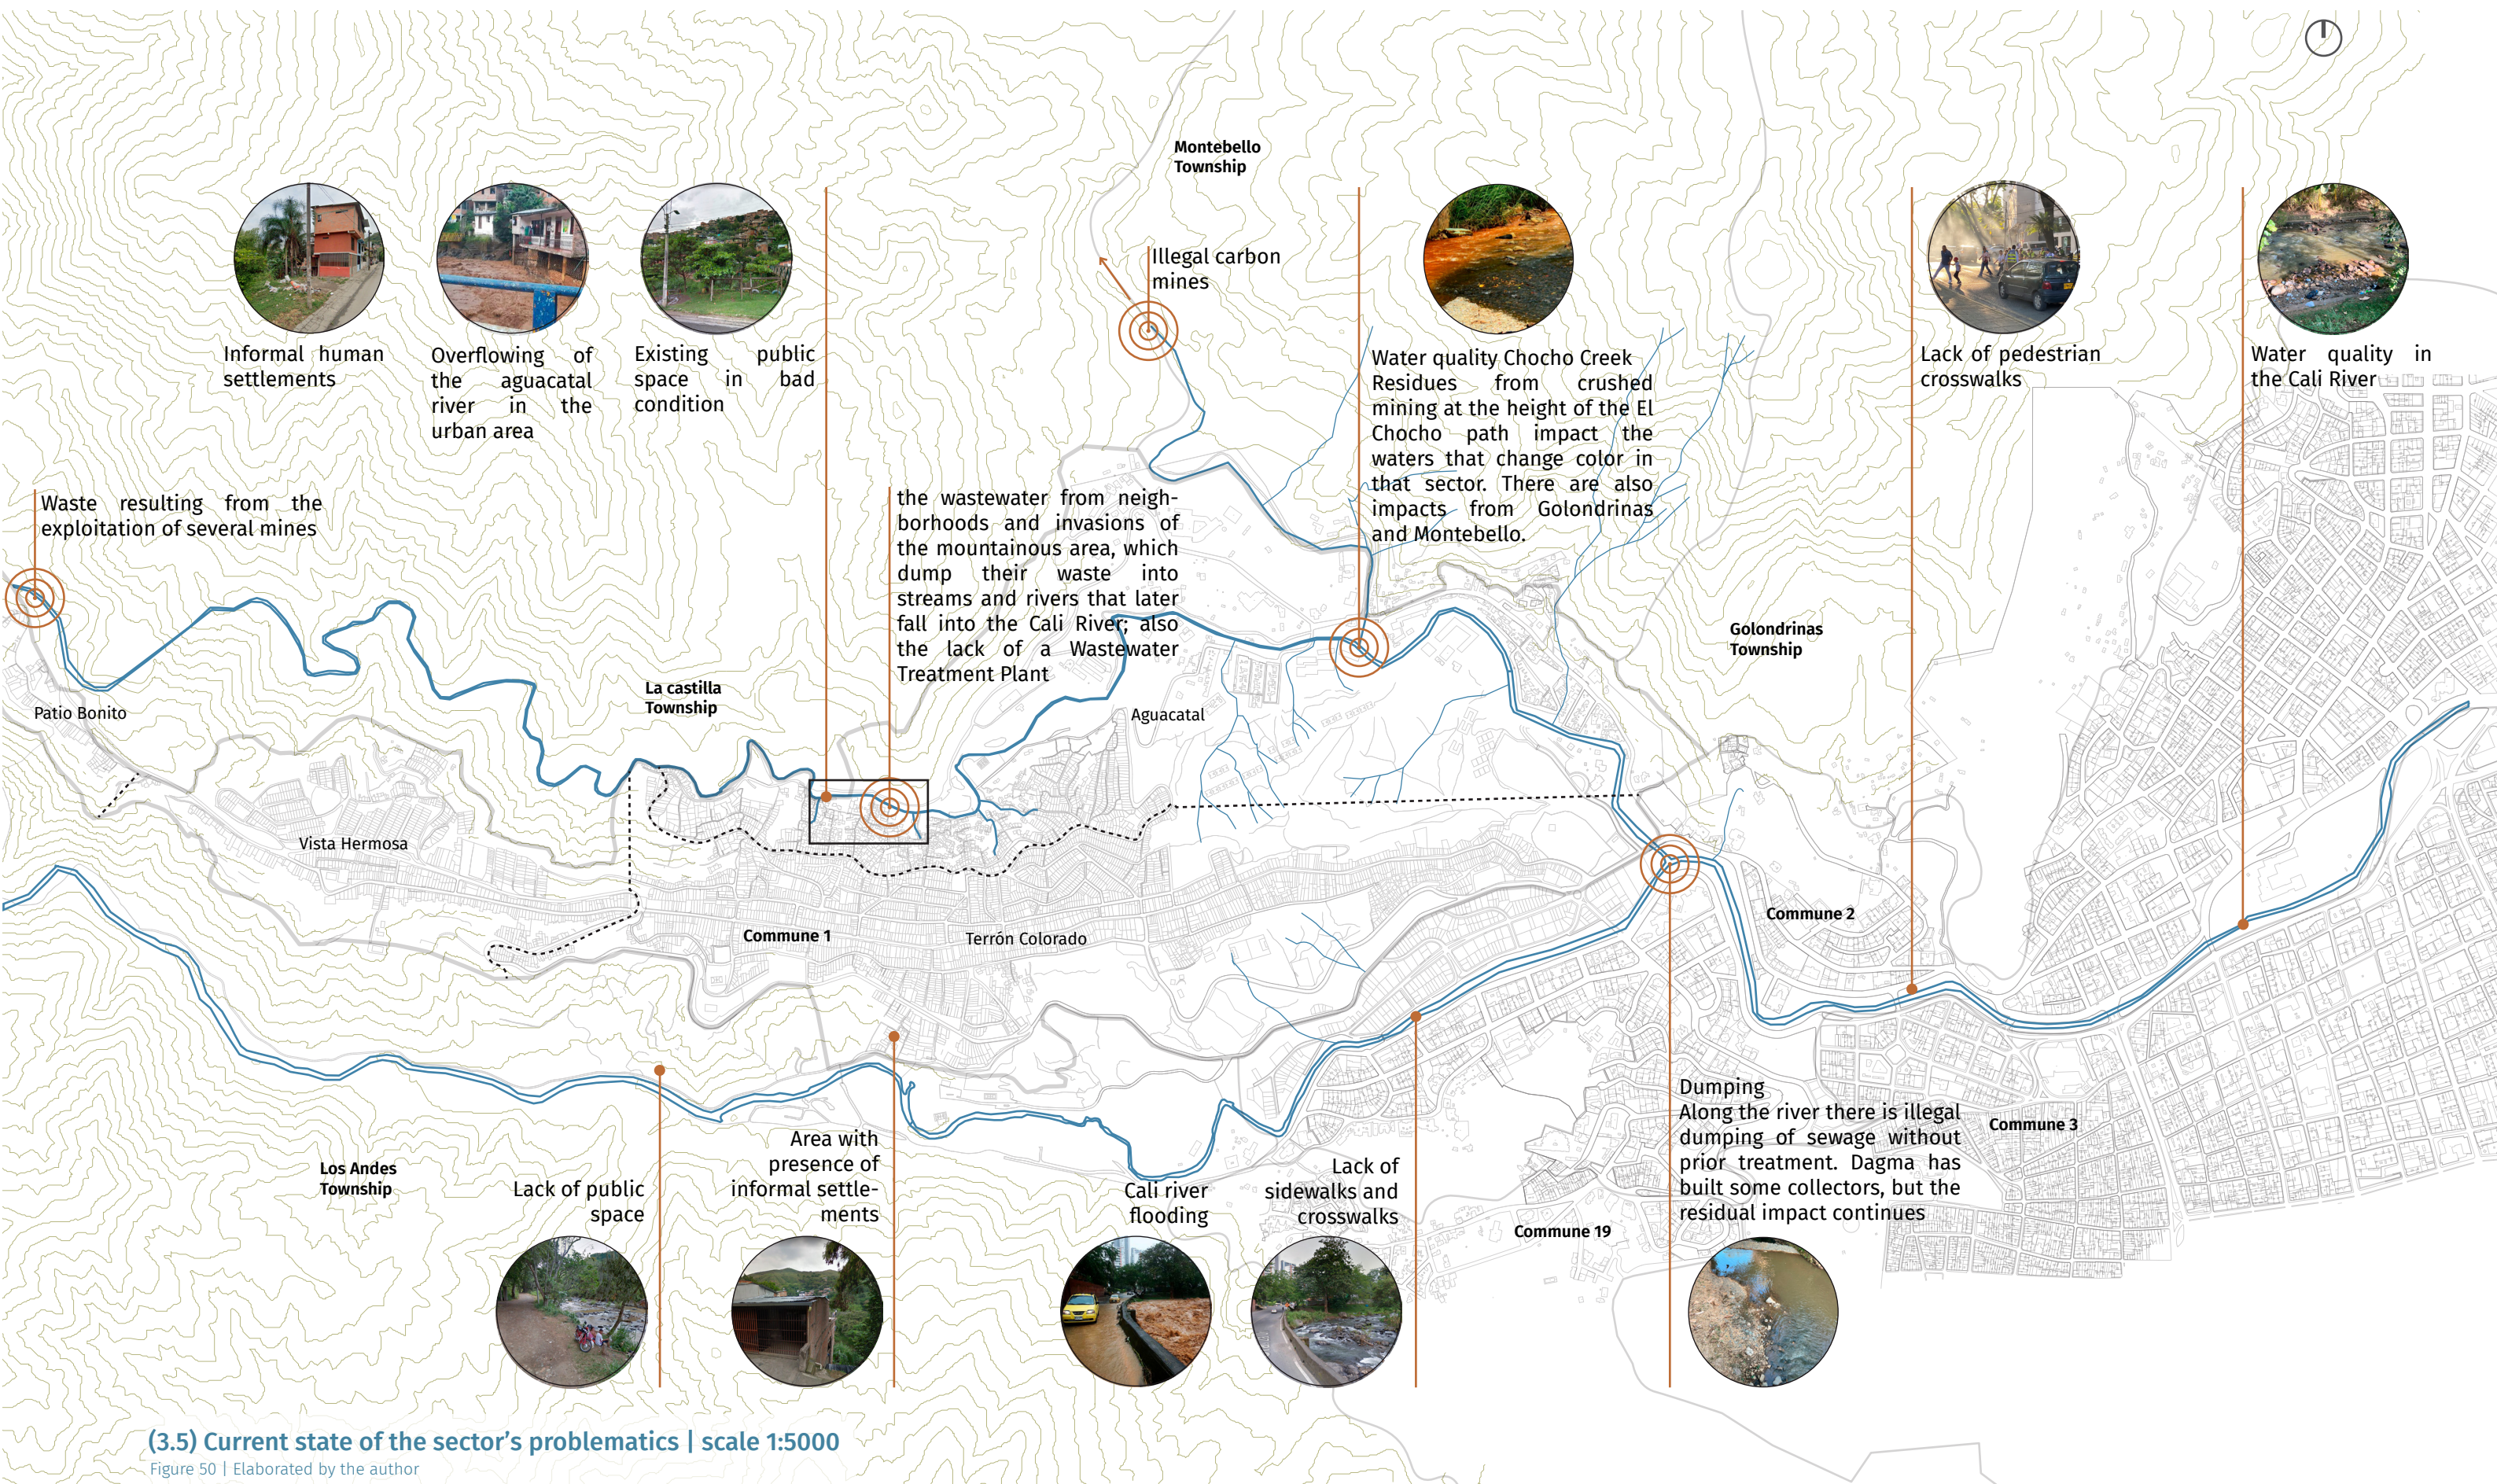 Montebello
Township
Illegal carbon
mines
Informal human
settlements
Overflowing of
the aguacatal
river in the
urban area
Existing public
space in bad
condition
Water quality Chocho Creek
Residues from crushed
mining at the height of the El
Chocho path impact the
waters that change color in
that sector. There are also
impacts from Golondrinas
and Montebello.
Lack of pedestrian
crosswalks
Water quality in
the Cali River
Waste resulting from the
exploitation of several mines
the wastewater from neigh-
borhoods and invasions of
the mountainous area, which
dump their waste into
streams and rivers that later
fall into the Cali River; also
the lack of a Wastewater
Treatment Plant
Golondrinas
Township
La castilla
Township
Patio Bonito
Aguacatal
Vista Hermosa
Commune 1
Terrón Colorado
Commune 2
Dumping
Along the river there is illegal
dumping of sewage without
prior treatment. Dagma has
built some collectors, but the
residual impact continues
Commune 3
Los Andes
Township
Lack of public
space
Area with
presence of
informal settle-
ments
Cali river
flooding
Lack of
sidewalks and
crosswalks
Commune 19
(3.5) Current state of the sector’s problematics | scale 1:5000
Figure 50 | Elaborated by the author